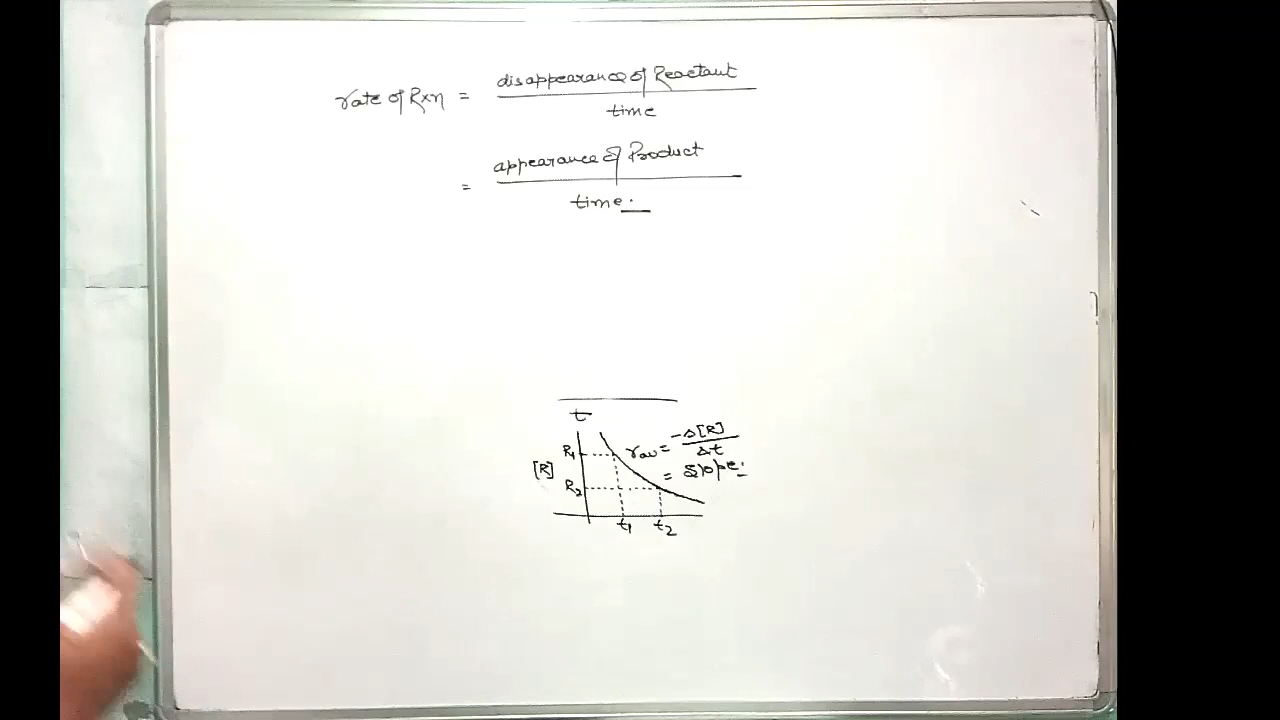 rate of Rxn = disappearance of Reactant
time
= appearance of Product
time.
t
R1
[R]
R2
rav = -Δ[R]
Δt
= slope.
t1 t2